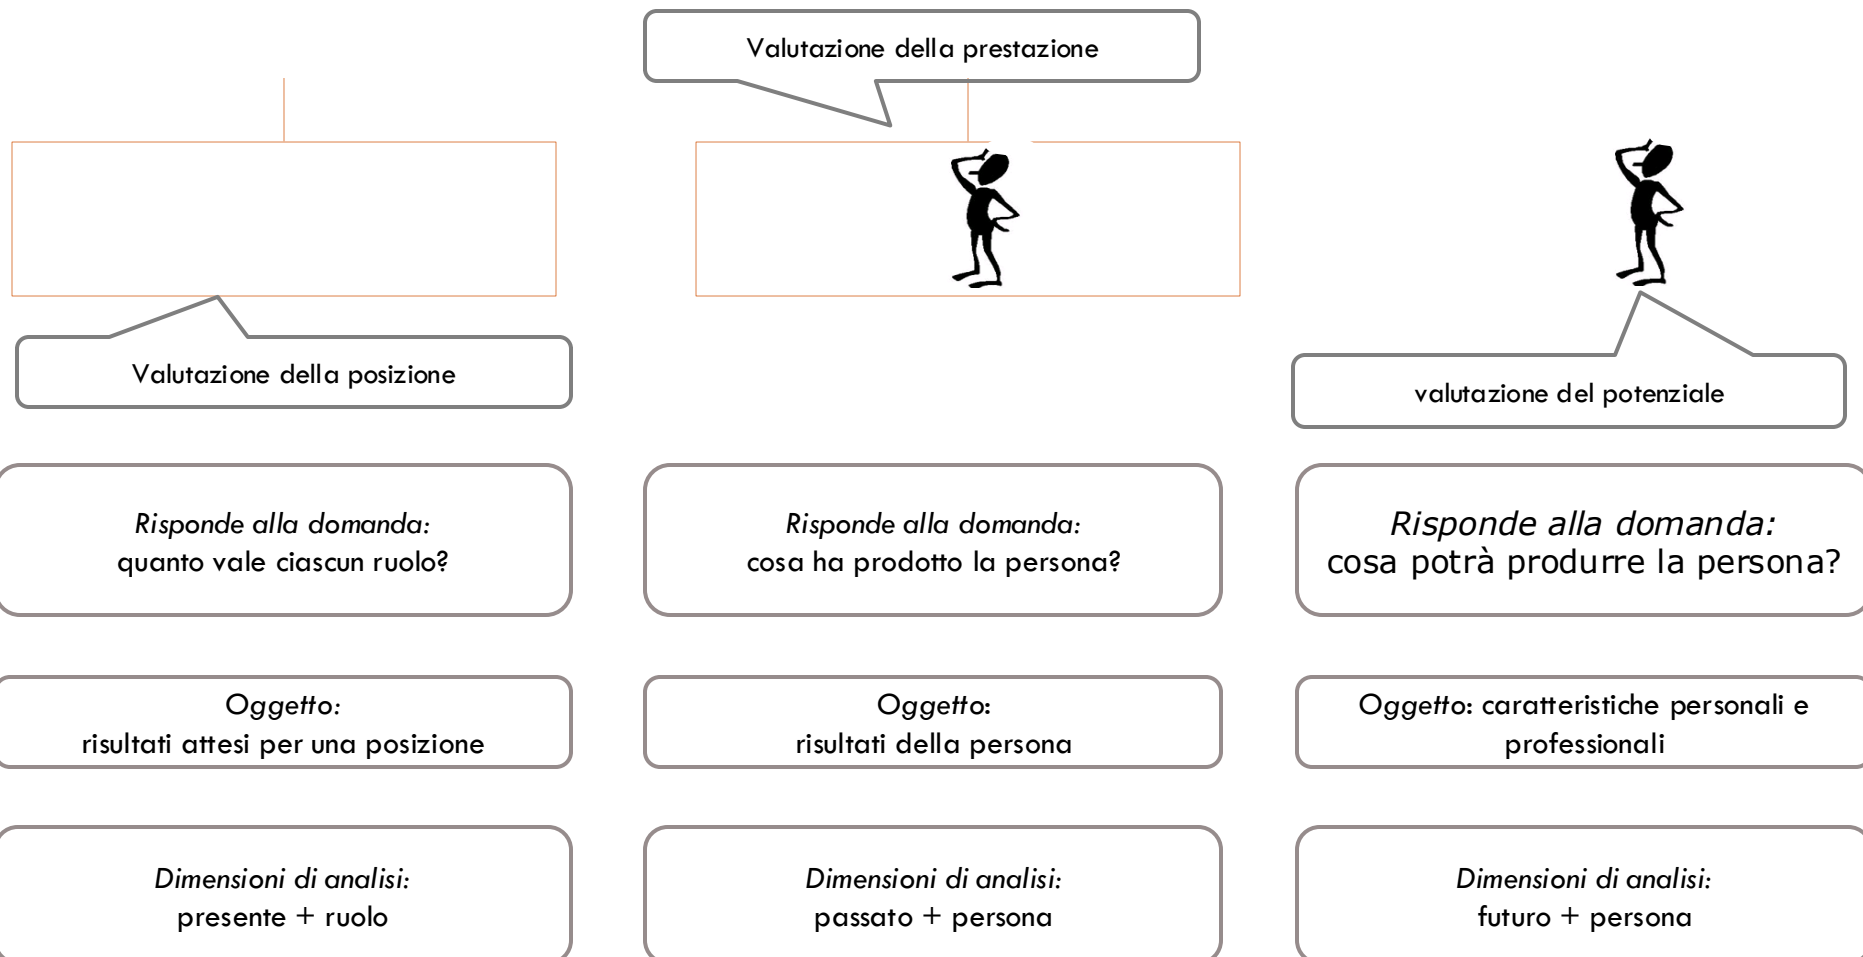 Valutazione della prestazione
Valutazione della posizione
valutazione del potenziale
Risponde alla domanda:
quanto vale ciascun ruolo?
Risponde alla domanda:
cosa ha prodotto la persona?
Risponde alla domanda:
cosa potrà produrre la persona?
Oggetto:
risultati attesi per una posizione
Oggetto:
risultati della persona
Oggetto: caratteristiche personali e
professionali
Dimensioni di analisi:
presente + ruolo
Dimensioni di analisi:
passato + persona
Dimensioni di analisi:
futuro + persona